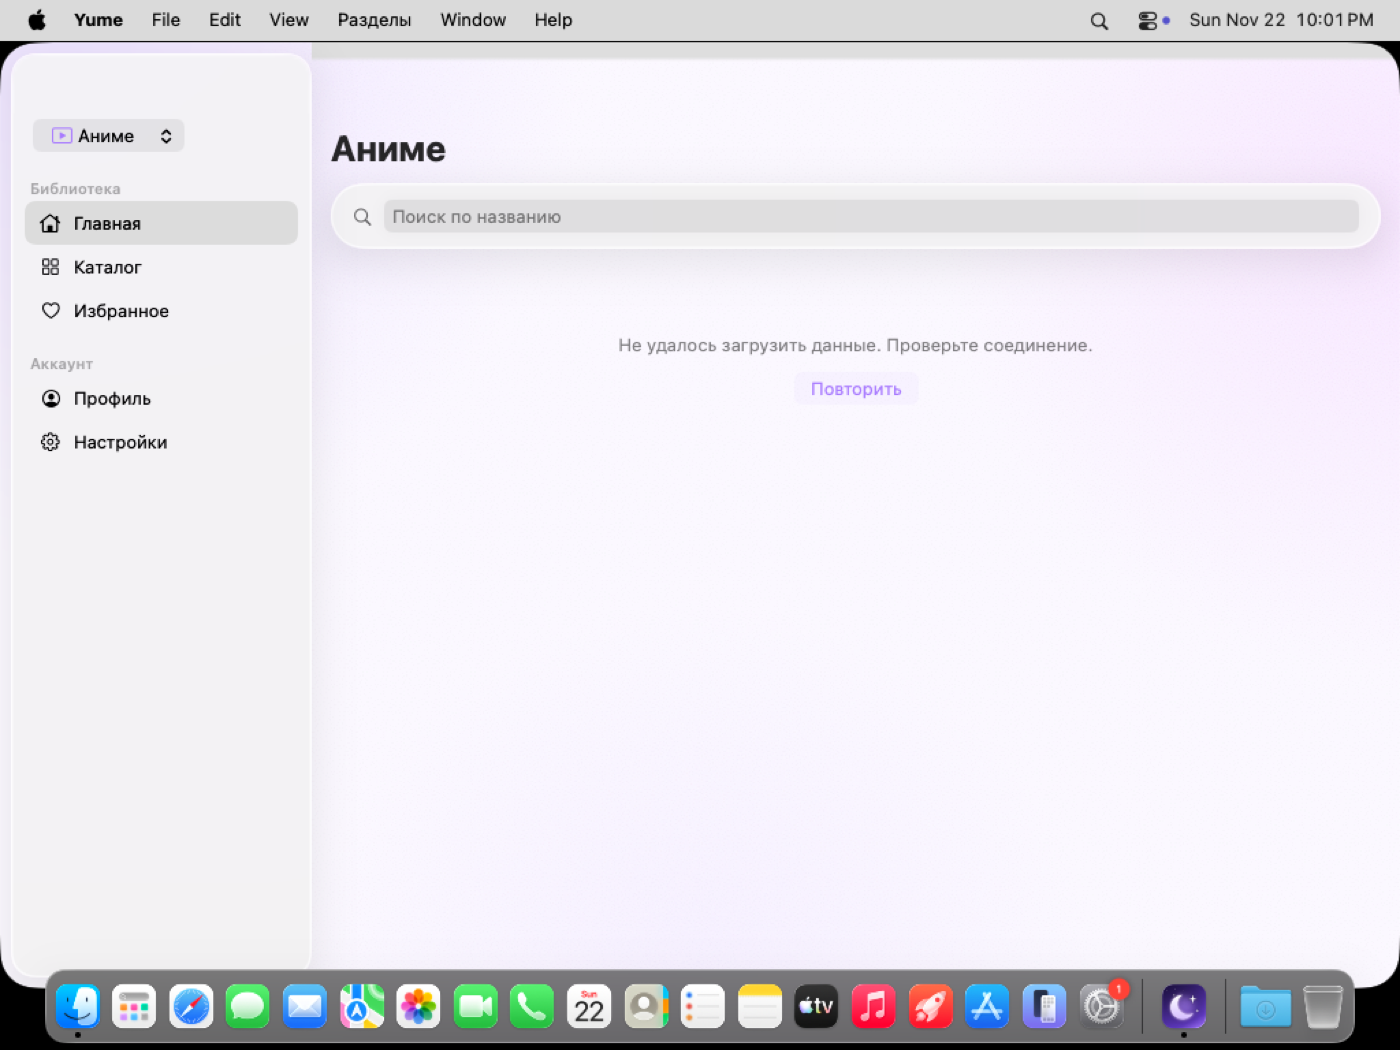 Yume File Edit View Разделы Window Help
Sun Nov 22 10:01 PM
Аниме
Библиотека
Главная
Каталог
Избранное
Аккаунт
Профиль
Настройки
Аниме
Поиск по названию
Не удалось загрузить данные. Проверьте соединение.
Повторить
Sun
22
tv
1